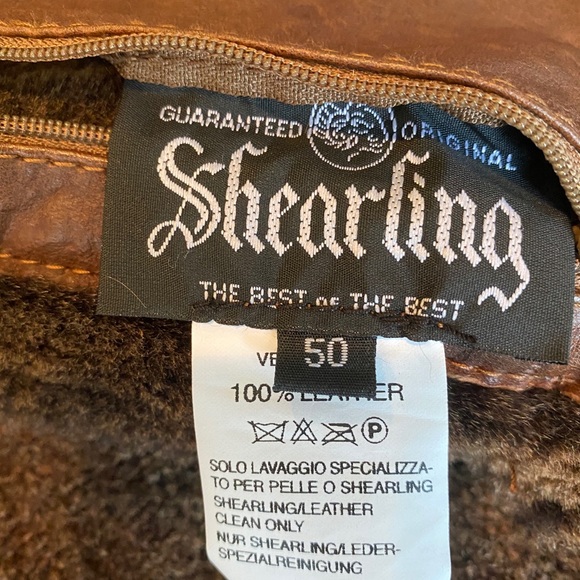 GUARANTEED ORIGINAL
Shearling
THE BEST OF THE BEST
50
100% LEATHER
P
SOLO LAVAGGIO SPECIALIZZA-
TO PER PELLE O SHEARLING
SHEARLING/LEATHER
CLEAN ONLY
NUR SHEARLING/LEDER-
SPEZIALREINIGUNG